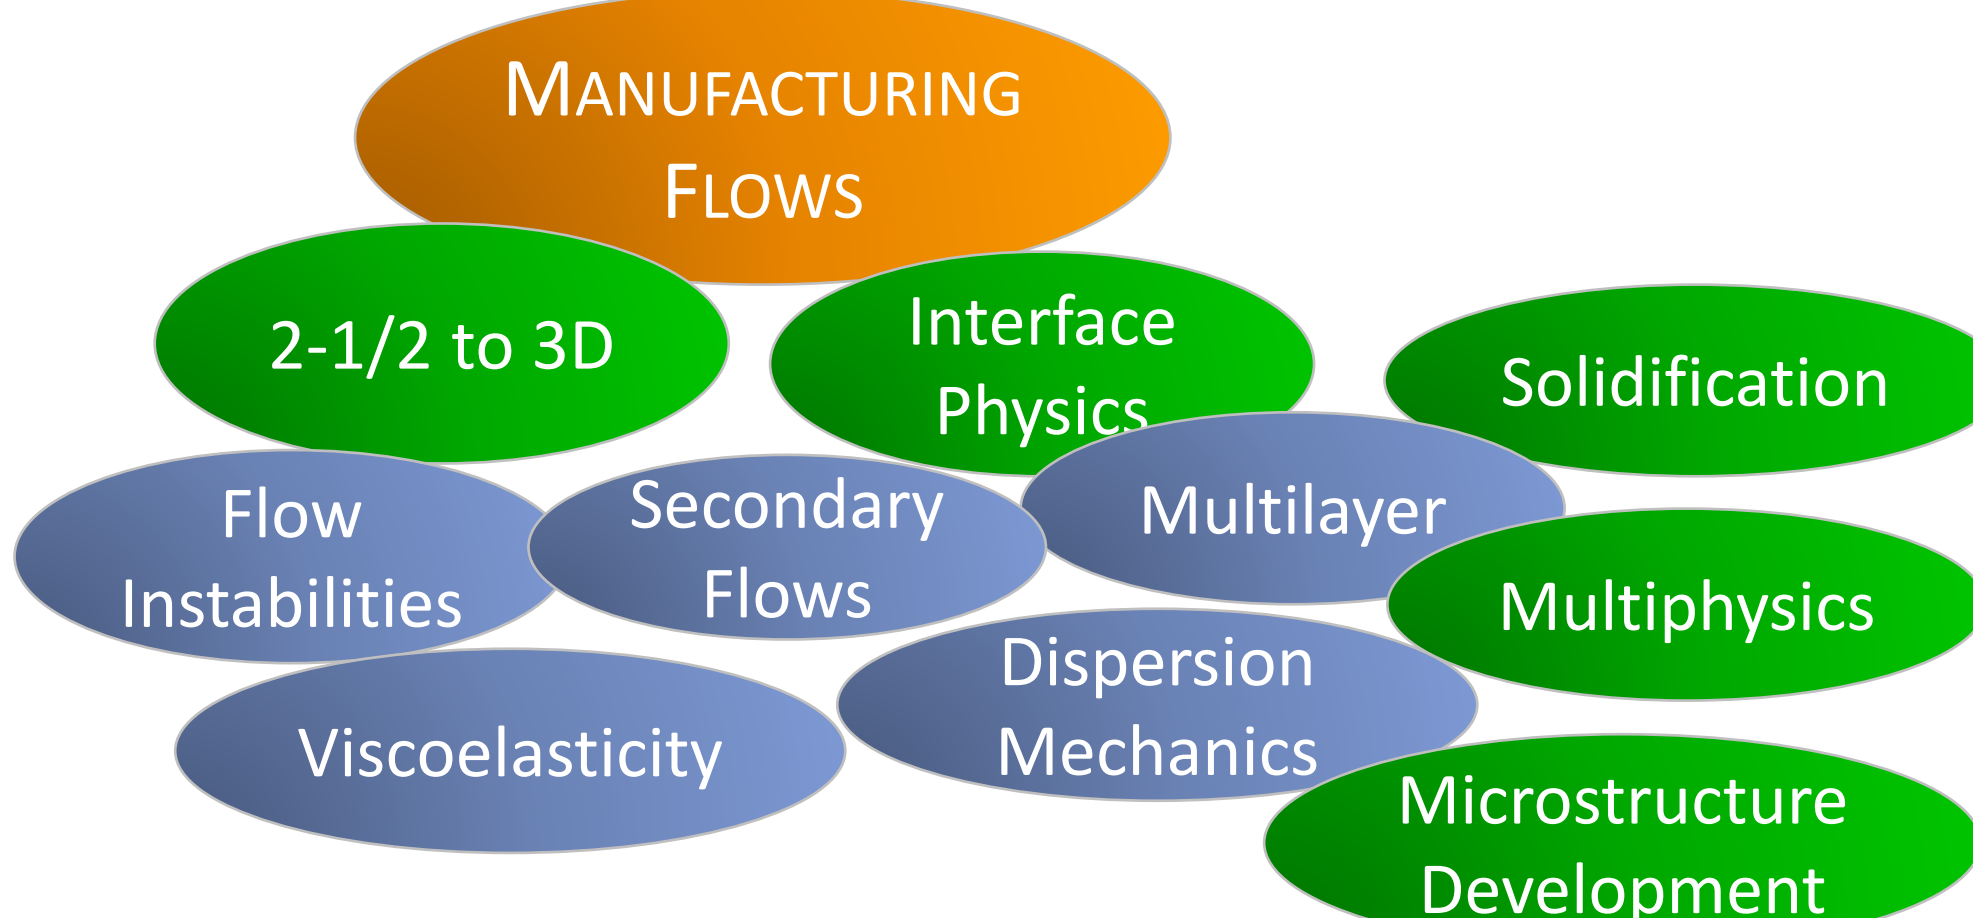 MANUFACTURING
FLOWS
2-1/2 to 3D
Interface
Physics
Solidification
Flow
Instabilities
Secondary
Flows
Multilayer
Multiphysics
Viscoelasticity
Dispersion
Mechanics
Microstructure
Development